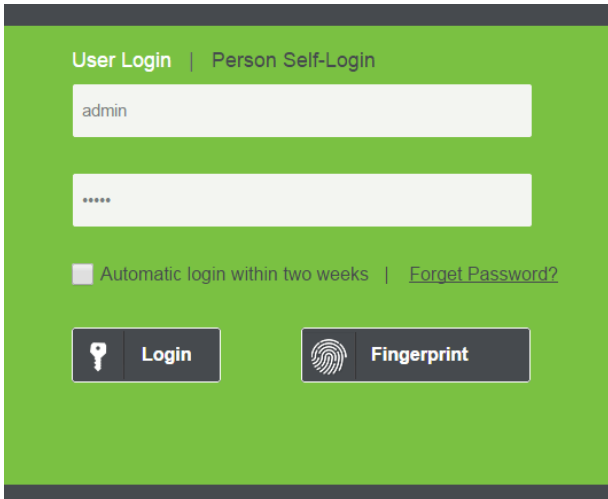 User Login | Person Self-Login
admin
•••••
Automatic login within two weeks | Forget Password?
Login Fingerprint